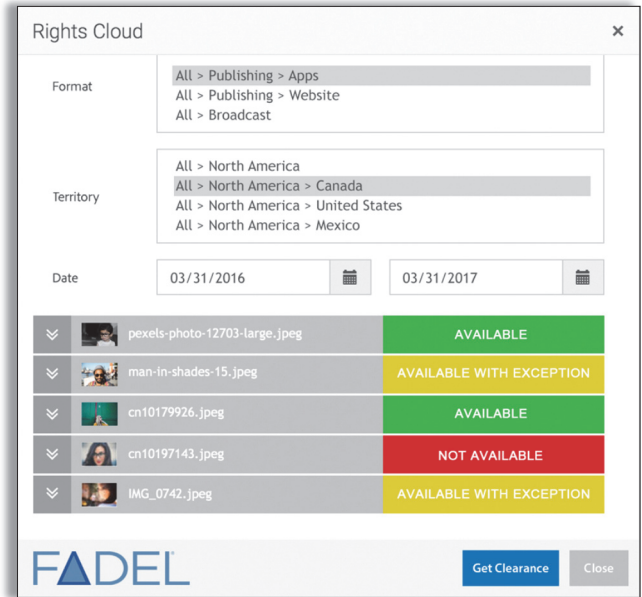 Rights Cloud ×
Format
All > Publishing > Apps
All > Publishing > Website
All > Broadcast
Territory
All > North America
All > North America > Canada
All > North America > United States
All > North America > Mexico
Date
03/31/2016
03/31/2017
pexels-photo-12703-large.jpeg AVAILABLE
man-in-shades-15.jpeg AVAILABLE WITH EXCEPTION
cn10179926.jpeg AVAILABLE
cn10197143.jpeg NOT AVAILABLE
IMG_0742.jpeg AVAILABLE WITH EXCEPTION
FADEL
Get Clearance
Close